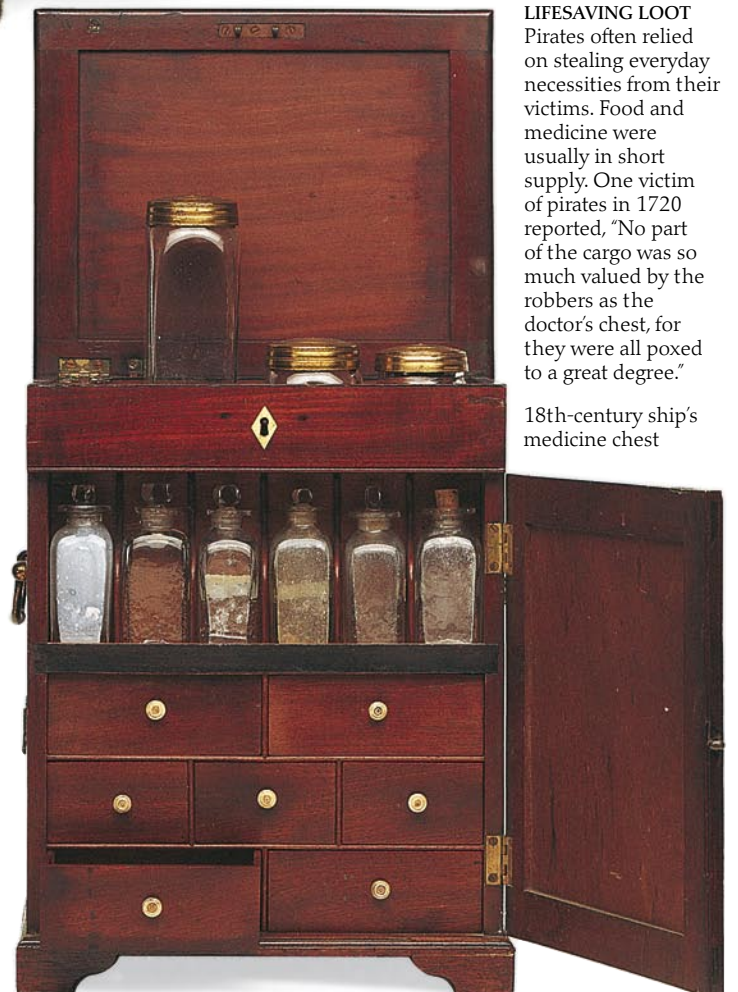 LIFESAVING LOOT
Pirates often relied
on stealing everyday
necessities from their
victims. Food and
medicine were
usually in short
supply. One victim
of pirates in 1720
reported, “No part
of the cargo was so
much valued by the
robbers as the
doctor’s chest, for
they were all poxed
to a great degree.”
18th-century ship’s
medicine chest